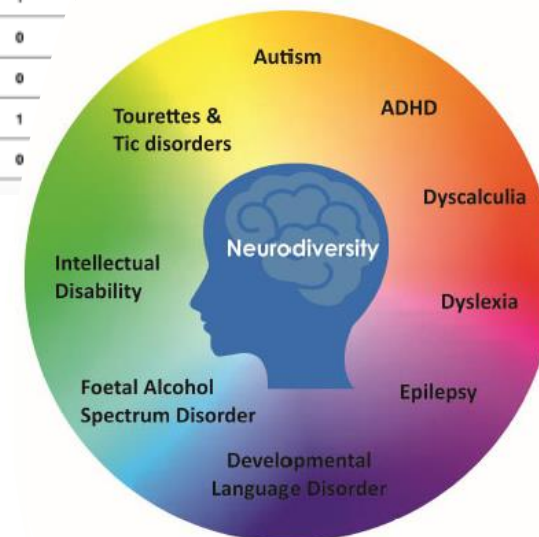 0
0
1
0
Autism
ADHD
Tourettes &
Tic disorders
Dyscalculia
Neurodiversity
Intellectual
Disability
Dyslexia
Foetal Alcohol
Spectrum Disorder
Epilepsy
Developmental
Language Disorder